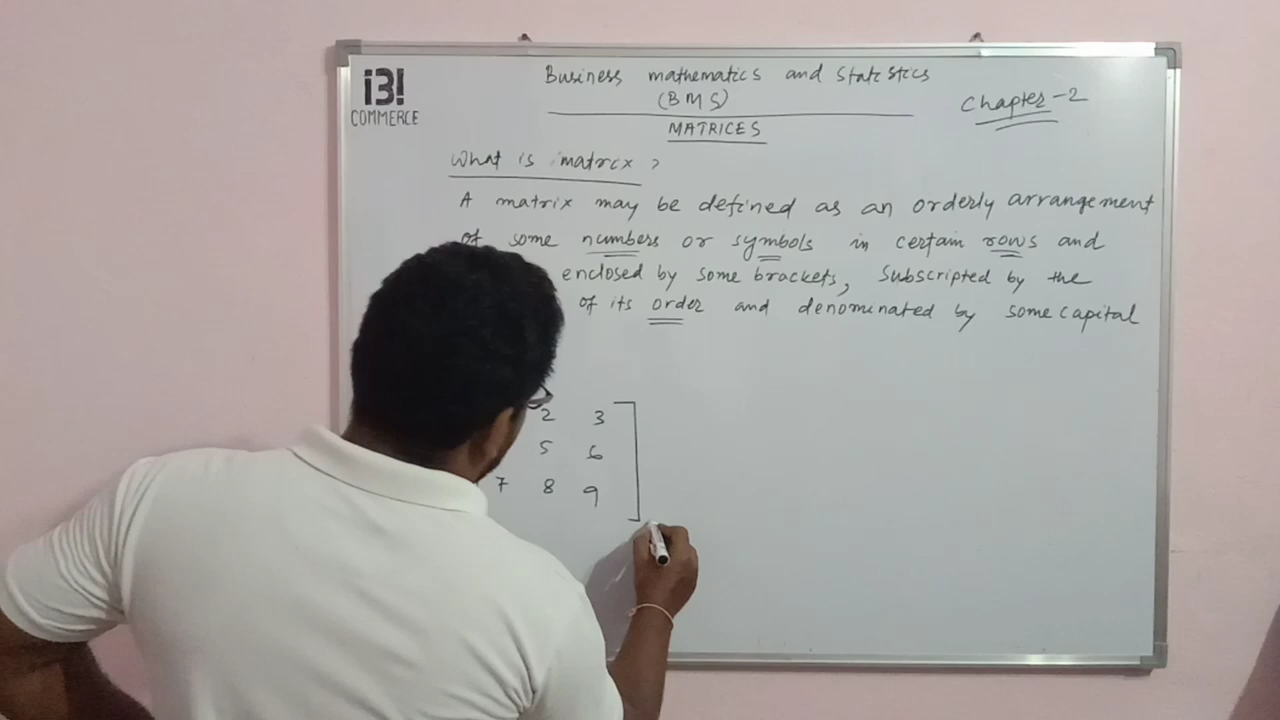 i3!
COMMERCE
Business mathematics and statistics
(BMS)
Chapter-2
MATRICES
What is matrix ?
A matrix may be defined as an orderly arrangement
of some numbers or symbols in certain rows and
enclosed by some brackets, Subscripted by the
of its order and denominated by some capital
2 3
5 6
7 8 9